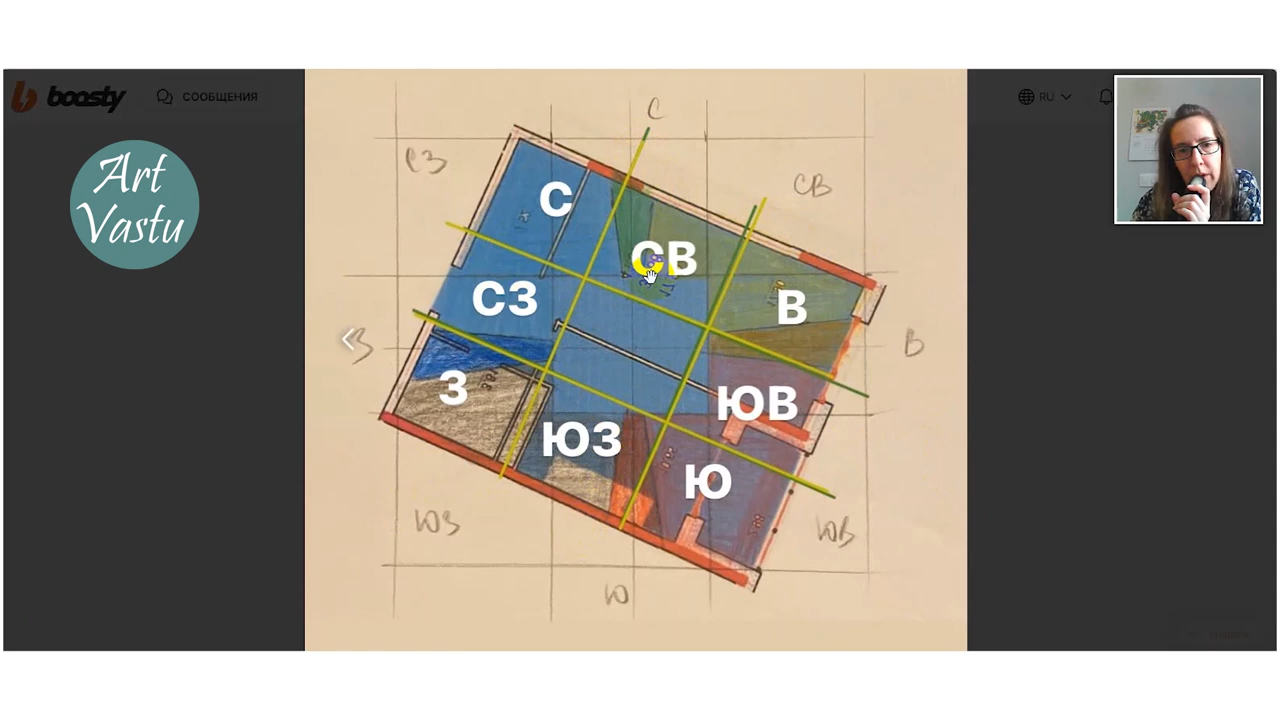 boosty
СООБЩЕНИЯ
RU
Art
Vastu
С
СЗ
СВ
С
СВ
СЗ
В
З
В
З
ЮВ
ЮЗ
Ю
ЮЗ
ЮВ
Ю